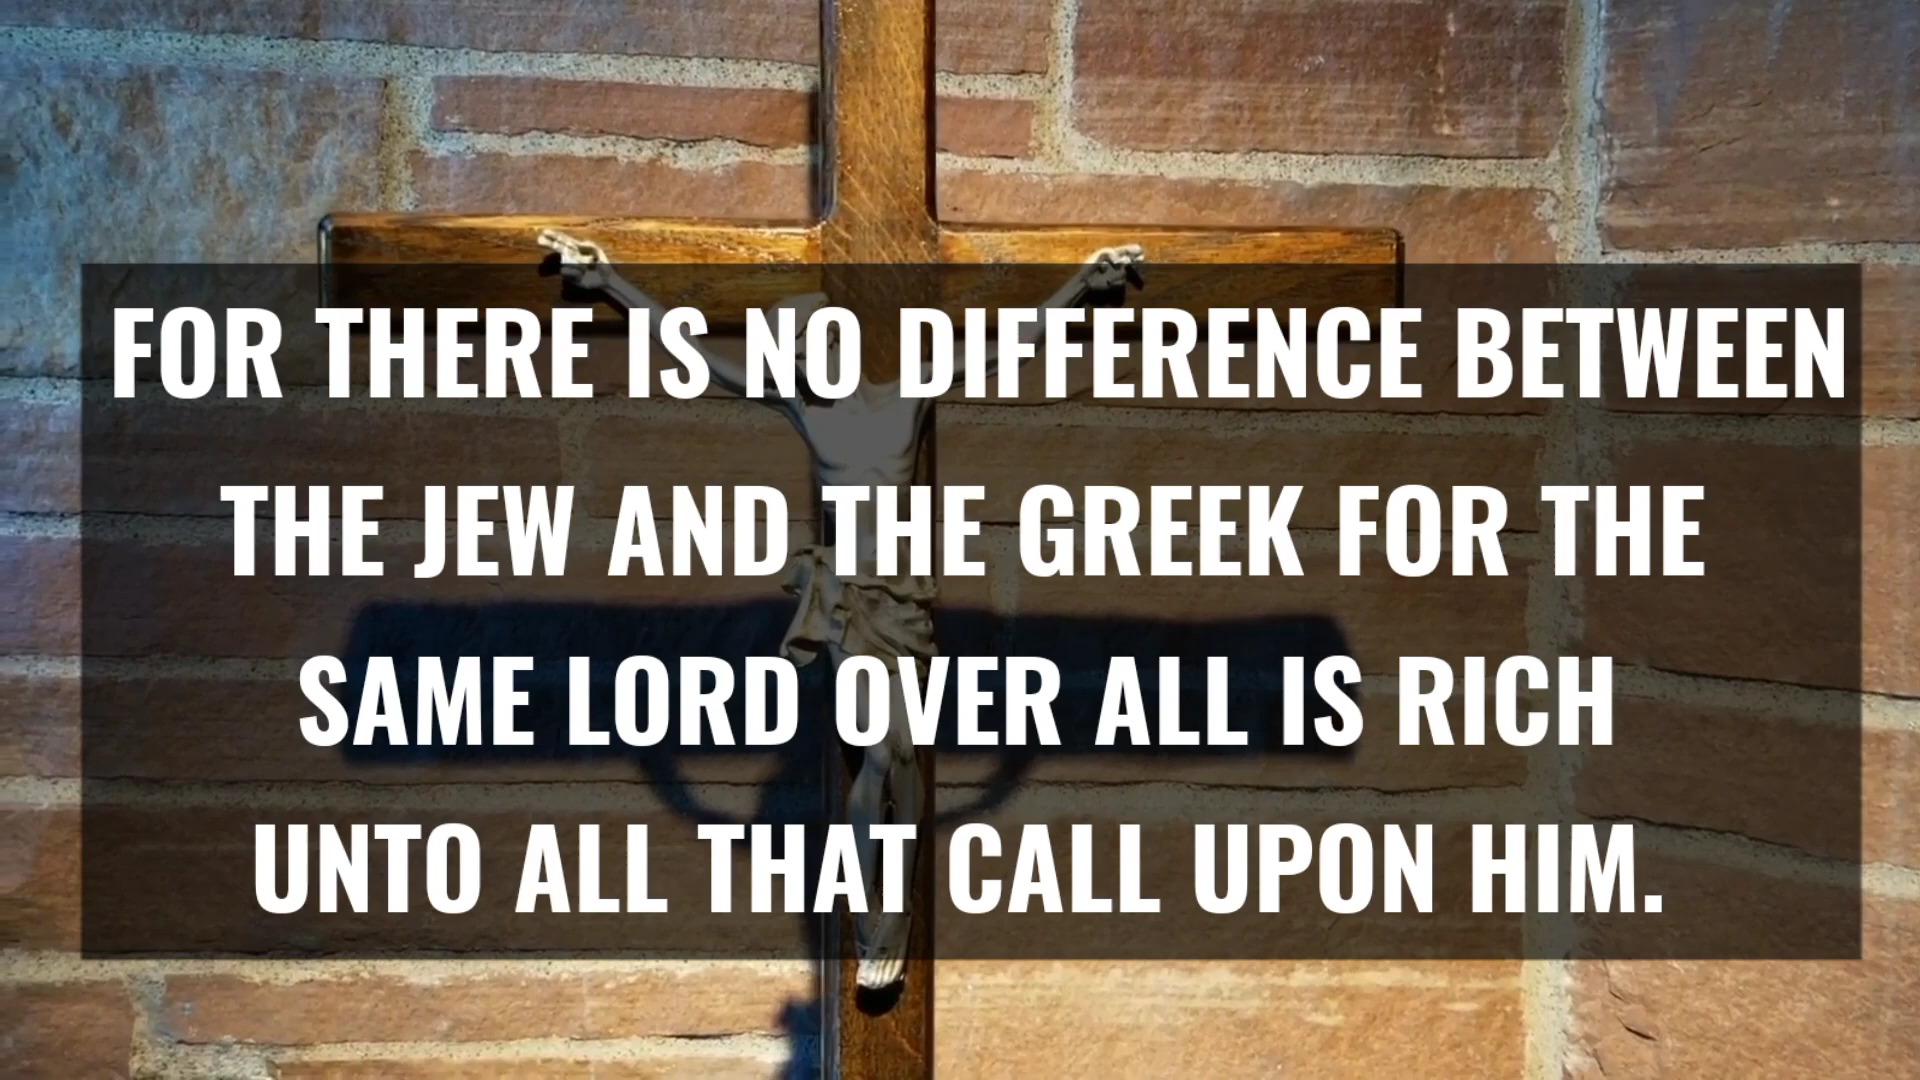 FOR THERE IS NO DIFFERENCE BETWEEN
THE JEW AND THE GREEK FOR THE
SAME LORD OVER ALL IS RICH
UNTO ALL THAT CALL UPON HIM.